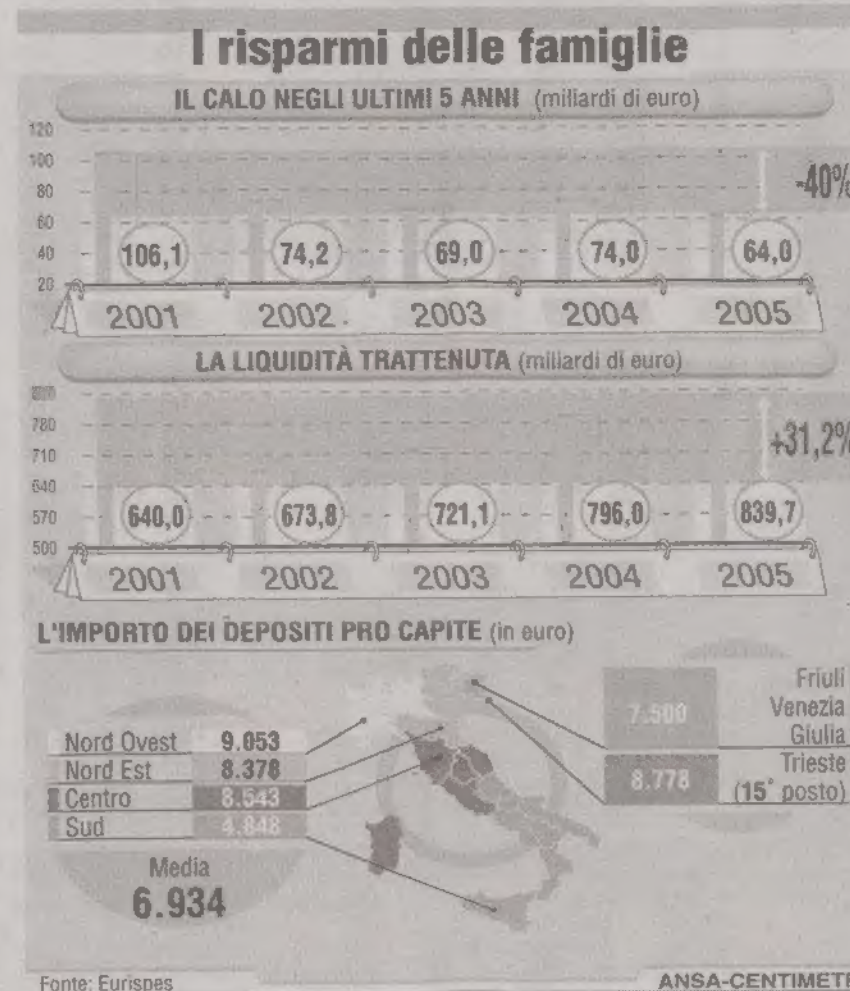 I risparmi delle famiglie
IL CALO NEGLI ULTIMI 5 ANNI (miliardi di euro)
120
100
80
60
40
20
-40%
106,1 74,2 69,0 74,0 64,0
2001 2002 2003 2004 2005
LA LIQUIDITÀ TRATTENUTA (miliardi di euro)
780
710
640
570
500
+31,2%
640,0 673,8 721,1 796,0 839,7
2001 2002 2003 2004 2005
L'IMPORTO DEI DEPOSITI PRO CAPITE (in euro)
Nord Ovest 9.053
Nord Est 8.378
Centro 8.543
Sud 4.848
Media
6.934
7.500 Friuli
Venezia
Giulia
8.778 Trieste
(15° posto)
Fonte: Eurispes
ANSA-CENTIMET